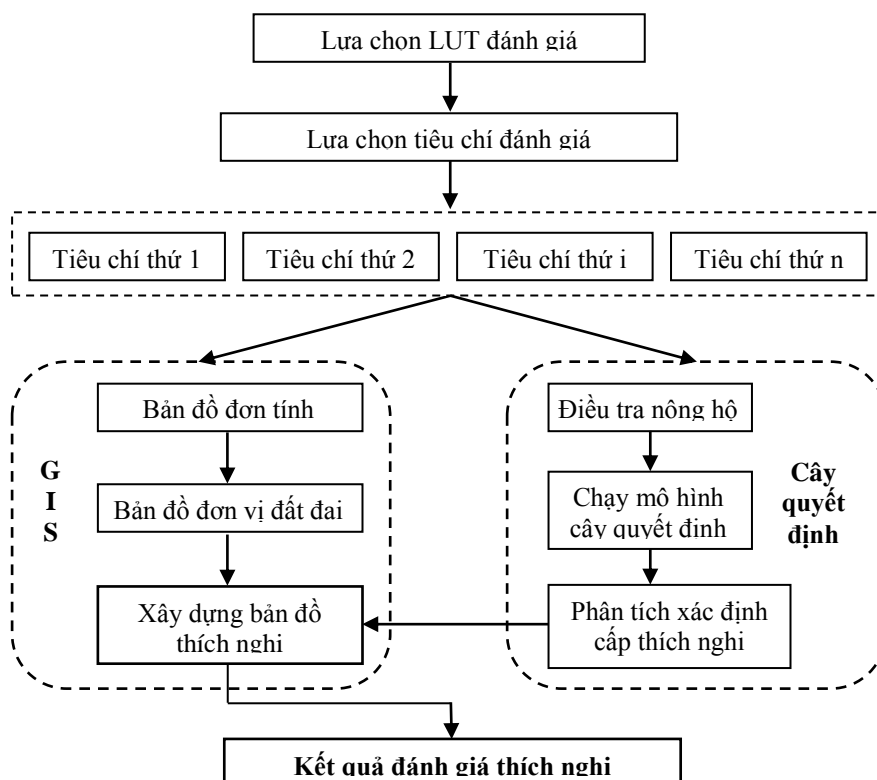 Lưa chon LUT đánh giá
Lưa chon tiêu chí đánh giá
Tiêu chí thứ 1
Tiêu chí thứ 2
Tiêu chí thứ i
Tiêu chí thứ n
G
I
S
Bản đồ đơn tính
Bản đồ đơn vị đất đai
Xây dựng bản đồ
thích nghi
Điều tra nông hộ
Chạy mô hình
cây quyết đinh
Phân tích xác định
cấp thích nghi
Cây
quyết
định
Kết quả đánh giá thích nghi